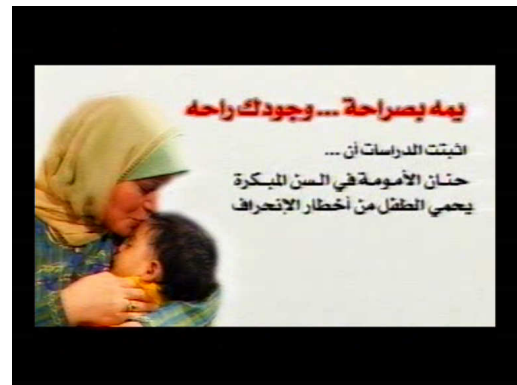 يمه بصراحة ... وجودك راحه
اثبتت الدراسات أن ...
حنان الأمومة في السن المبكرة
يحمي الطفل من أخطار الإنحراف